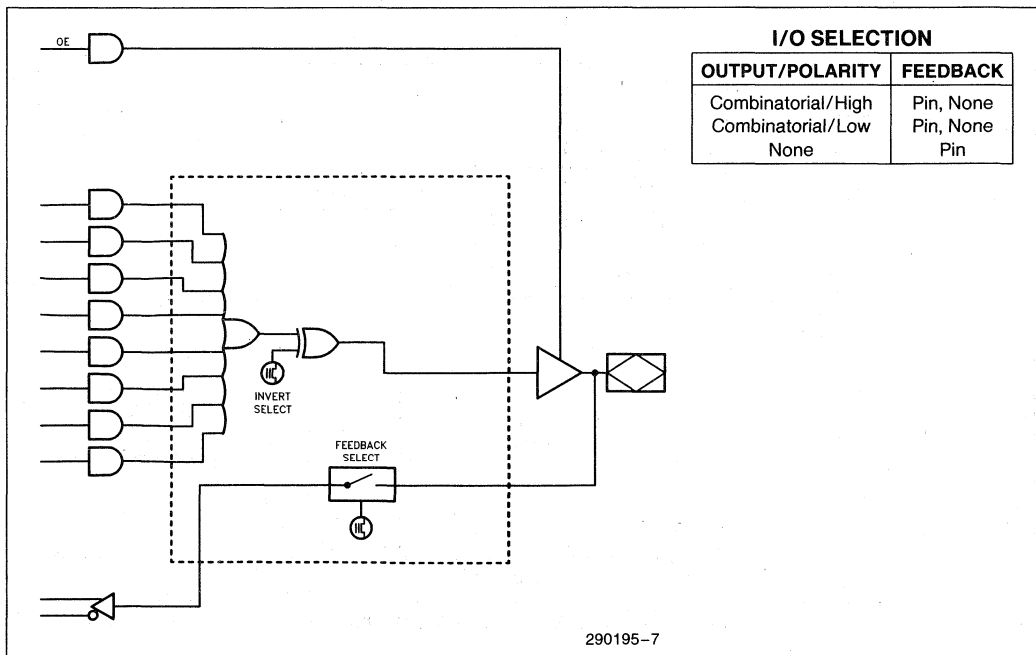 OE
I/O SELECTION
OUTPUT/POLARITY FEEDBACK
Combinatorial/High Pin, None
Combinatorial/Low Pin, None
None Pin
INVERT
SELECT
FEEDBACK
SELECT
290195-7